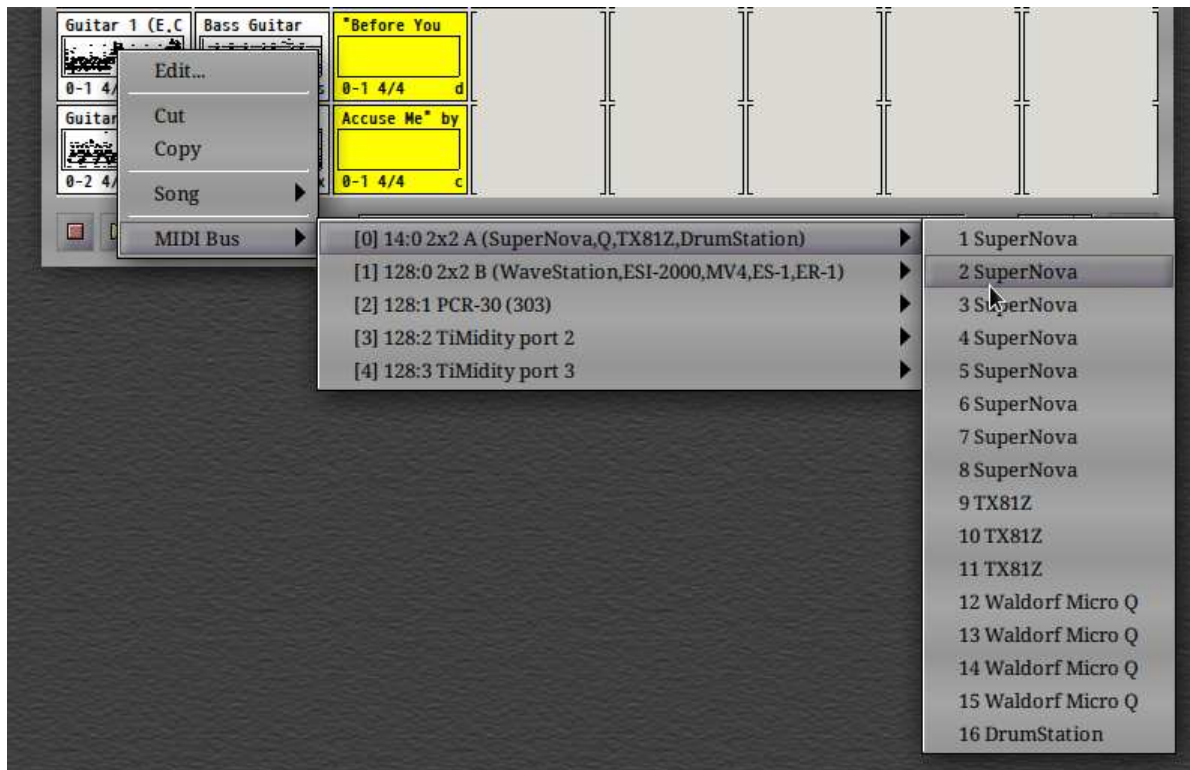 Guitar 1 (E.C
Bass Guitar
"Before You
0-1 4/
s
0-1 4/4 d
Guitar
Accuse Me" by
0-2 4/
x
0-1 4/4 c
Edit...
Cut
Copy
Song
MIDI Bus
[0] 14:0 2x2 A (SuperNova,Q,TX81Z,DrumStation)
[1] 128:0 2x2 B (WaveStation,ESI-2000,MV4,ES-1,ER-1)
[2] 128:1 PCR-30 (303)
[3] 128:2 TiMidity port 2
[4] 128:3 TiMidity port 3
1 SuperNova
2 SuperNova
3 SuperNova
4 SuperNova
5 SuperNova
6 SuperNova
7 SuperNova
8 SuperNova
9 TX81Z
10 TX81Z
11 TX81Z
12 Waldorf Micro Q
13 Waldorf Micro Q
14 Waldorf Micro Q
15 Waldorf Micro Q
16 DrumStation